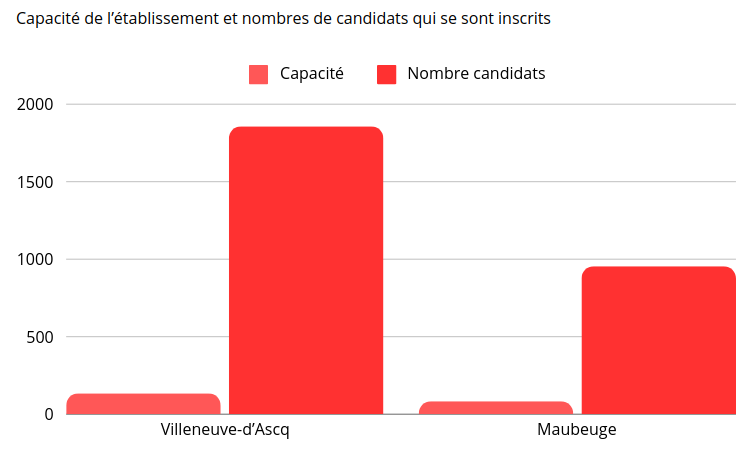 Capacité de l’établissement et nombres de candidats qui se sont inscrits
Capacité Nombre candidats
2000
1500
1000
500
0
Villeneuve-d’Ascq Maubeuge